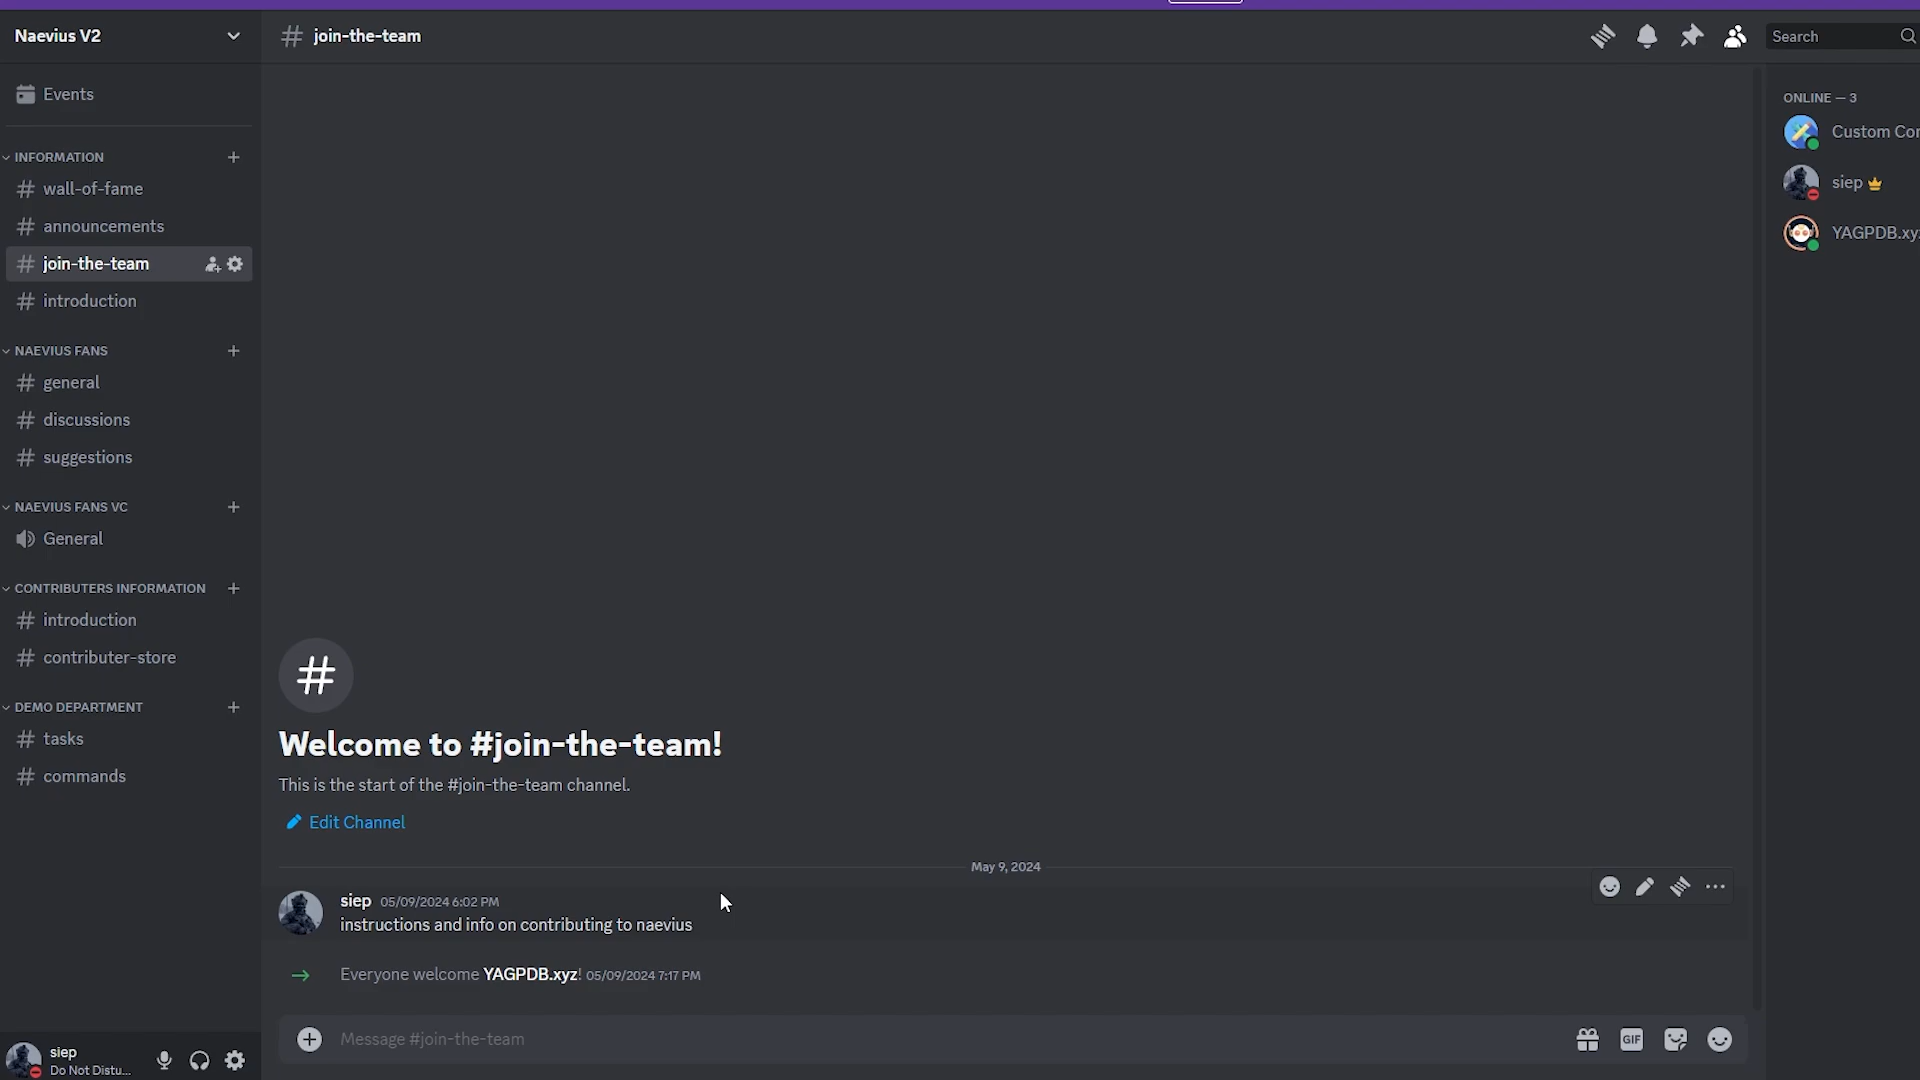 Naevius V2
Events
INFORMATION
wall-of-fame
announcements
join-the-team
introduction
NAEVIUS FANS
general
discussions
suggestions
NAEVIUS FANS VC
General
CONTRIBUTERS INFORMATION
introduction
contributer-store
DEMO DEPARTMENT
tasks
commands
siep
Do Not Distu...
join-the-team
Search
Welcome to #join-the-team!
This is the start of the #join-the-team channel.
Edit Channel
May 9, 2024
siep 05/09/2024 6:02 PM
instructions and info on contributing to naevius
Everyone welcome YAGPDB.xyz! 05/09/2024 7:17 PM
Message #join-the-team
GIF
ONLINE — 3
Custom
siep
YAGPDB.xyz